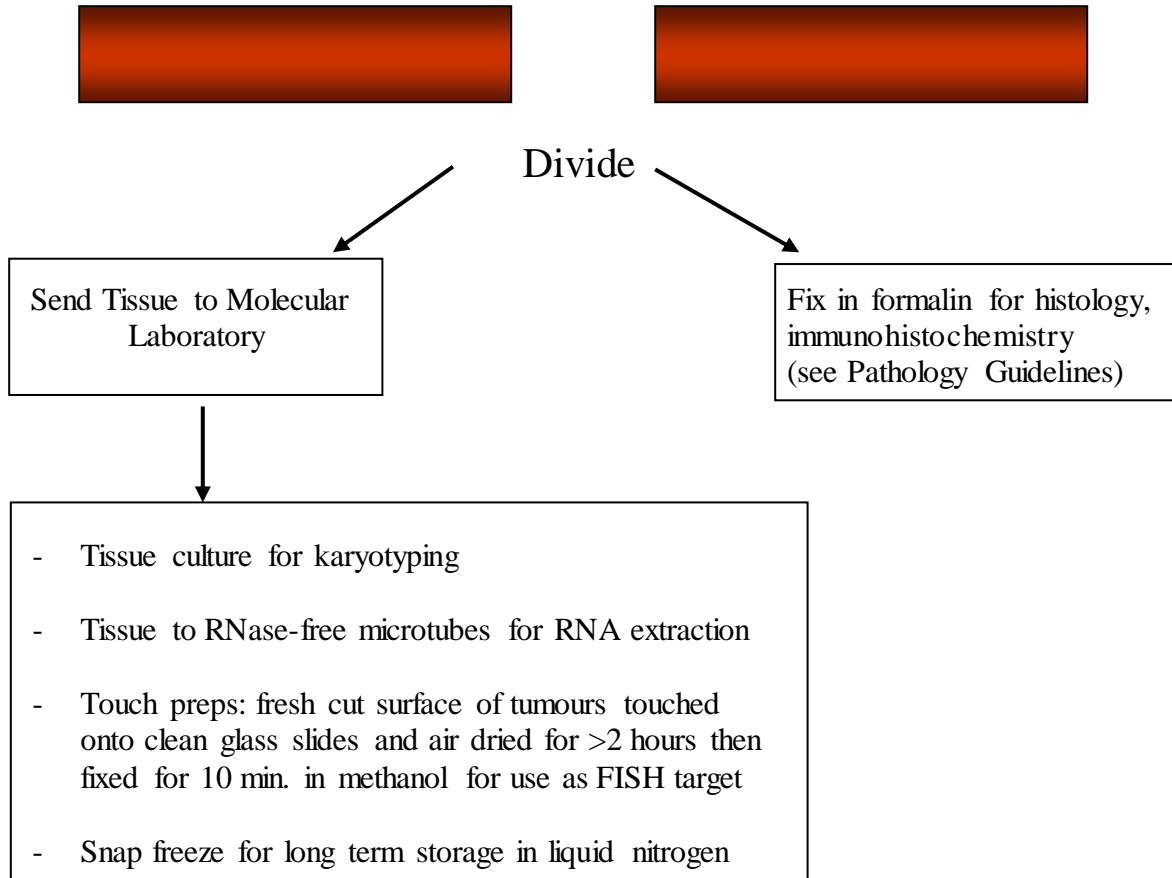 Divide
Send Tissue to Molecular
Laboratory
Fix in formalin for histology,
immunohistochemistry
(see Pathology Guidelines)
- Tissue culture for karyotyping
- Tissue to RNase-free microtubes for RNA extraction
- Touch preps: fresh cut surface of tumours touched
onto clean glass slides and air dried for >2 hours then
fixed for 10 min. in methanol for use as FISH target
- Snap freeze for long term storage in liquid nitrogen